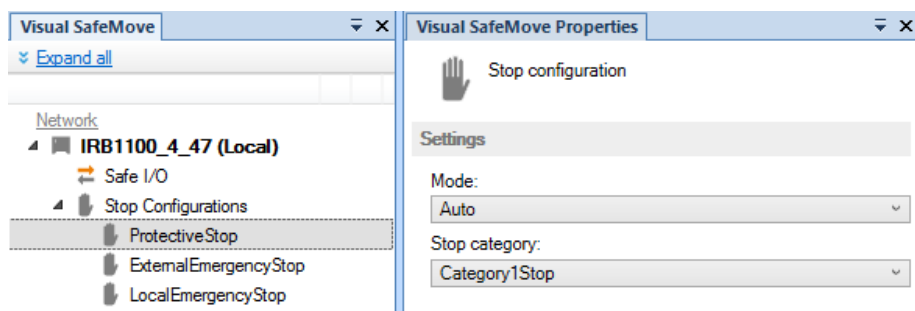 Visual SafeMove
Expand all
Network
IRB1100_4_47 (Local)
Safe I/O
Stop Configurations
ProtectiveStop
ExternalEmergencyStop
LocalEmergencyStop
Visual SafeMove Properties
Stop configuration
Settings
Mode:
Auto
Stop category:
Category1Stop